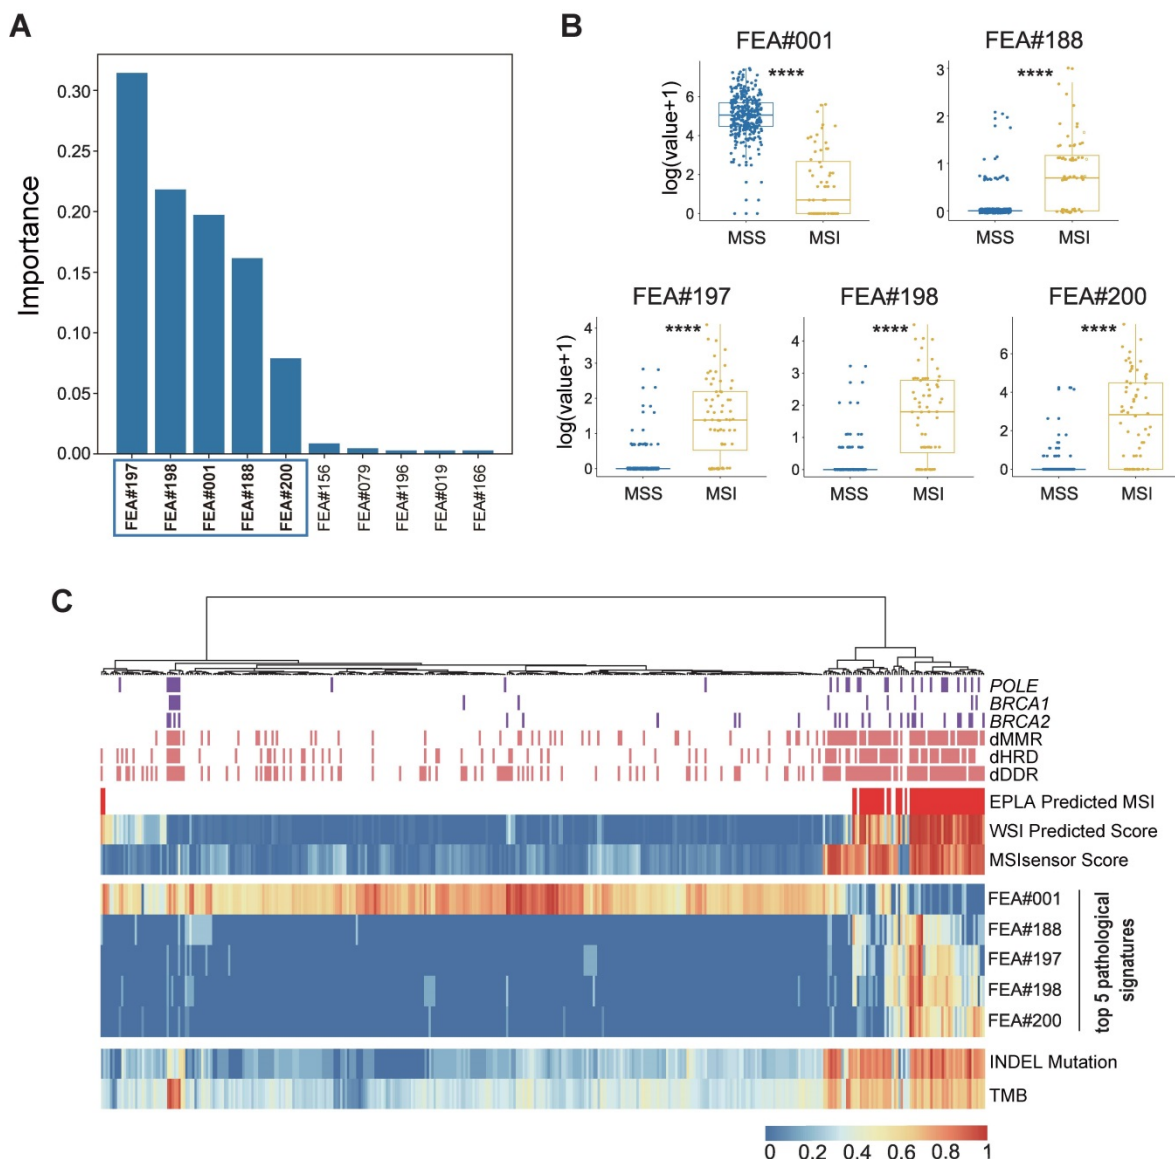 A
Importance
0.30
0.25
0.20
0.15
0.10
0.05
0.00
FEA#197
FEA#198
FEA#001
FEA#188
FEA#200
FEA#156
FEA#079
FEA#196
FEA#019
FEA#166
B
FEA#001
****
log(value+1)
6
4
2
0
MSS MSI
FEA#188
****
3
2
1
0
MSS MSI
FEA#197
****
log(value+1)
4
3
2
1
0
MSS MSI
FEA#198
****
4
3
2
1
0
MSS MSI
FEA#200
****
6
4
2
0
MSS MSI
C
POLE
BRCA1
BRCA2
dMMR
dHRD
dDDR
EPLA Predicted MSI
WSI Predicted Score
MSIsensor Score
FEA#001
FEA#188
FEA#197
FEA#198
FEA#200
top 5 pathological
signatures
INDEL Mutation
TMB
0 0.2 0.4 0.6 0.8 1